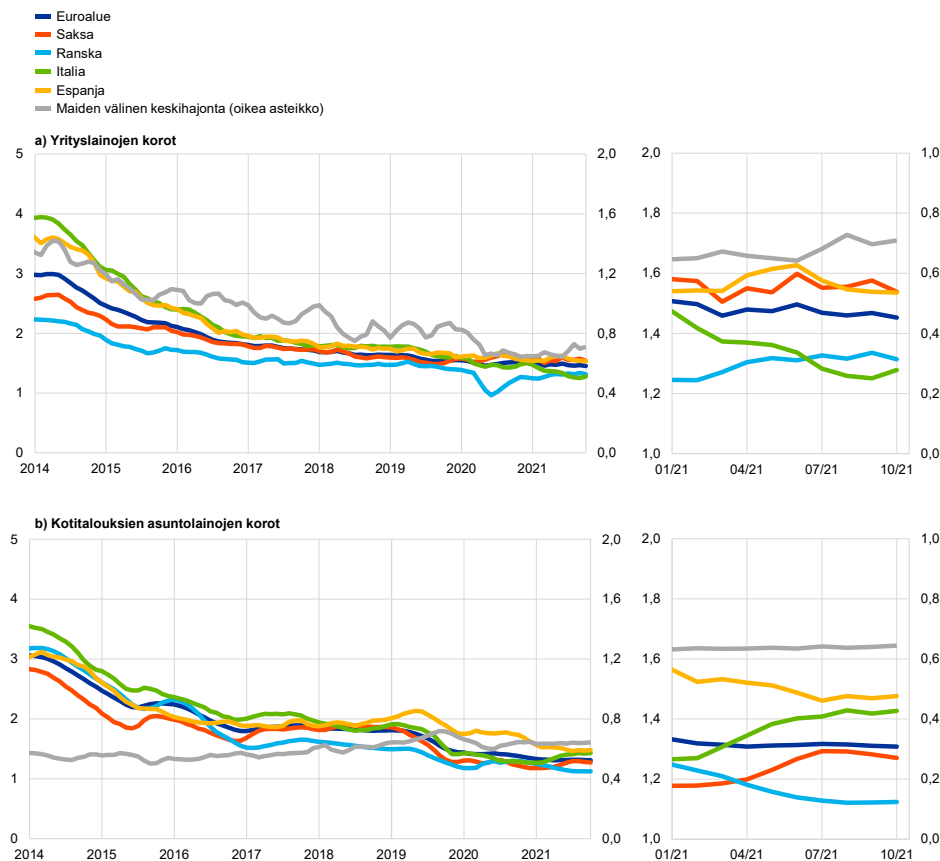 Euroalue
Saksa
Ranska
Italia
Espanja
Maiden välinen keskihajonta (oikea asteikko)
a) Yrityslainojen korot
5 2,0 2,0 1,0
4 1,6 1,8 0,8
3 1,2 1,6 0,6
2 0,8 1,4 0,4
1 0,4 1,2 0,2
0 0,0 1,0 0,0
2014 2015 2016 2017 2018 2019 2020 2021 01/21 04/21 07/21 10/21
b) Kotitalouksien asuntolainojen korot
5 2,0 2,0 1,0
4 1,6 1,8 0,8
3 1,2 1,6 0,6
2 0,8 1,4 0,4
1 0,4 1,2 0,2
0 0,0 1,0 0,0
2014 2015 2016 2017 2018 2019 2020 2021 01/21 04/21 07/21 10/21